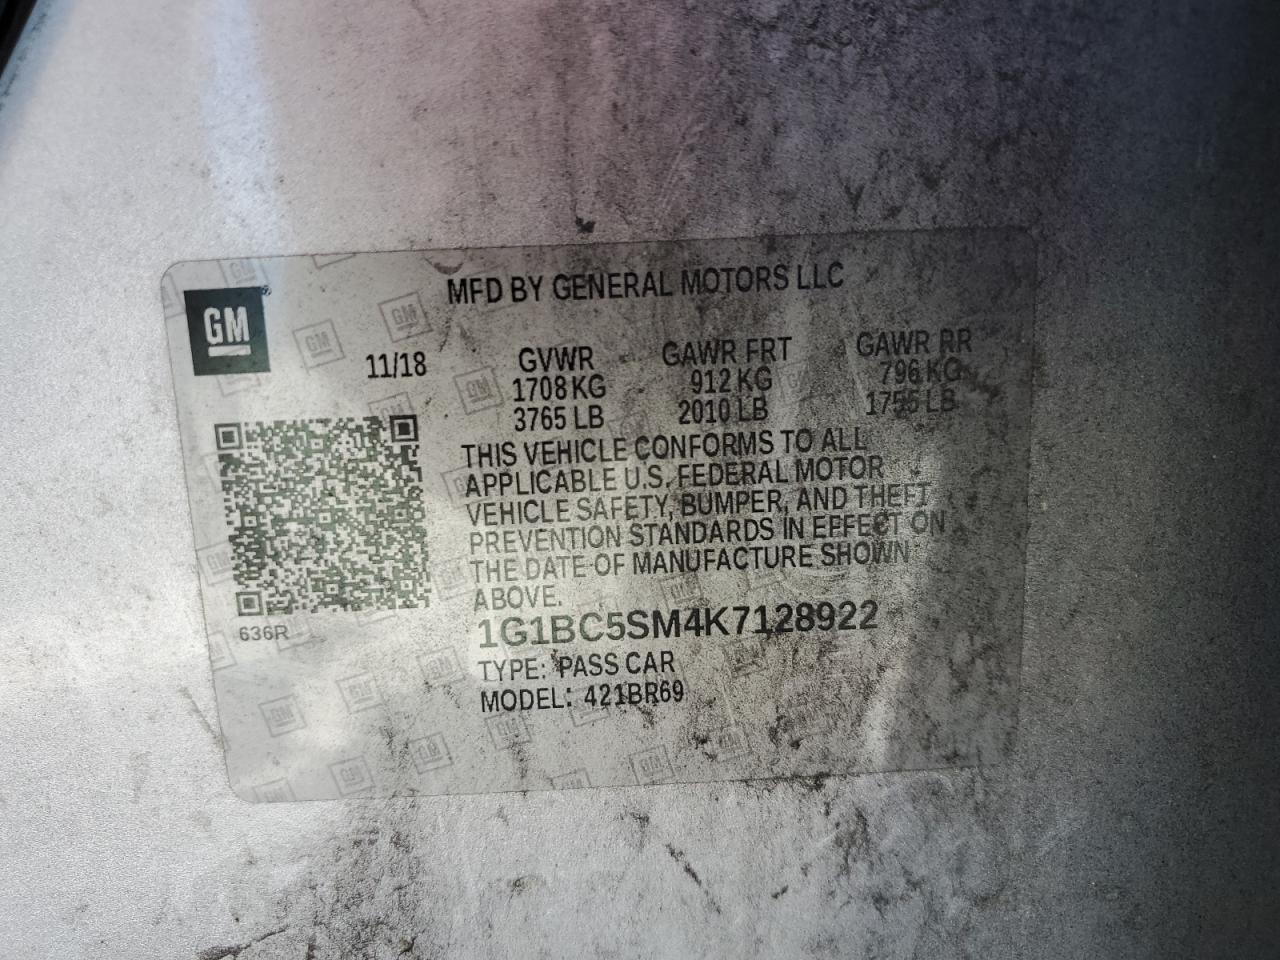 GM
MFD BY GENERAL MOTORS LLC
11/18 GVWR GAWR FRT GAWR RR
1708 KG 912 KG 796 KG
3765 LB 2010 LB 1755 LB
THIS VEHICLE CONFORMS TO ALL
APPLICABLE U.S. FEDERAL MOTOR
VEHICLE SAFETY, BUMPER, AND THEFT
PREVENTION STANDARDS IN EFFECT ON
THE DATE OF MANUFACTURE SHOWN
ABOVE.
636R
1G1BC5SM4K7128922
TYPE: PASS CAR
MODEL: 421BR69